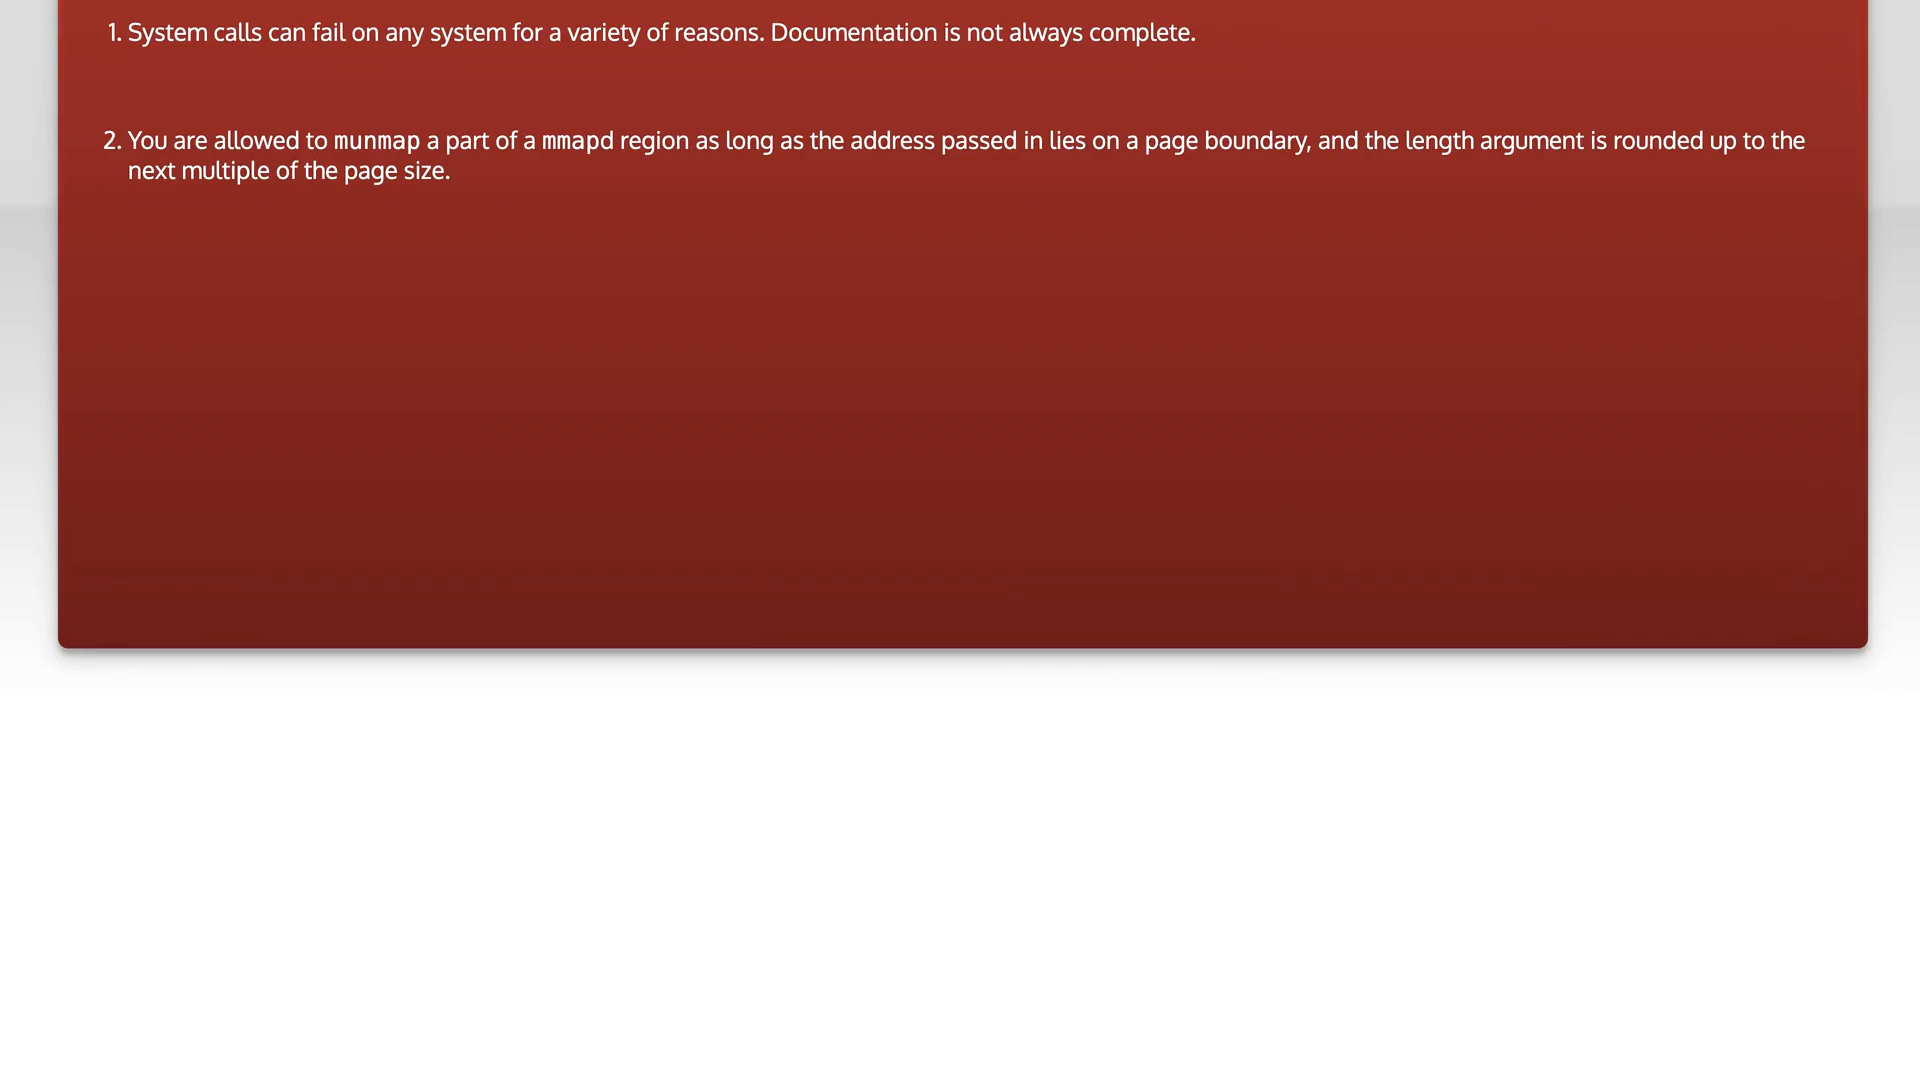 1. System calls can fail on any system for a variety of reasons. Documentation is not always complete.
2. You are allowed to munmap a part of a mmapd region as long as the address passed in lies on a page boundary, and the length argument is rounded up to the
next multiple of the page size.